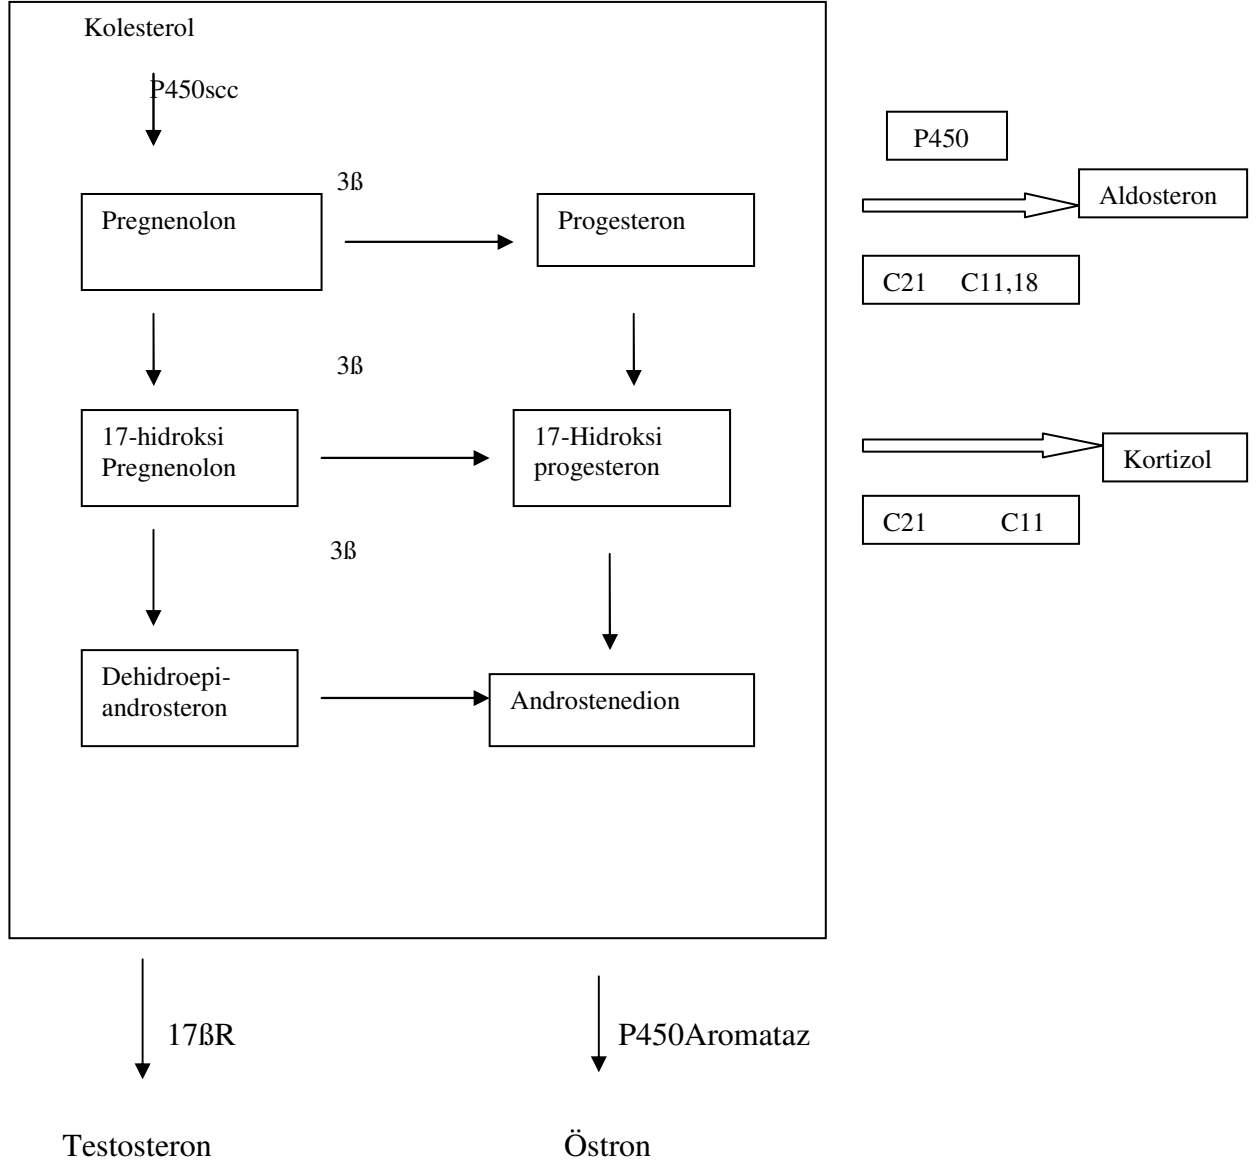 Kolesterol
P450scc
P450
3ß
Pregnenolon
Progesteron
Aldosteron
C21 C11,18
3ß
17-hidroksi
Pregnenolon
17-Hidroksi
progesteron
Kortizol
C21 C11
3ß
Dehidroepi-
androsteron
Androstenedion
17ßR
P450Aromataz
Testosteron
Östron